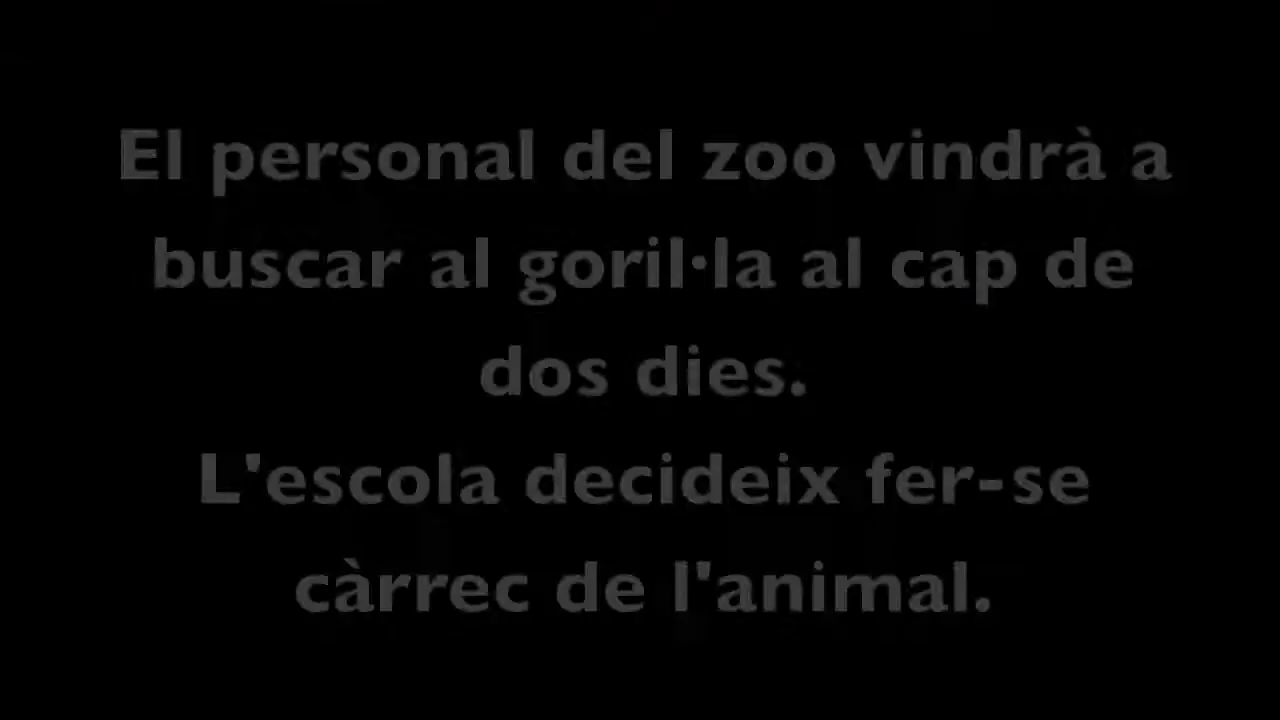 El personal del zoo vindrà a
buscar al goril·la al cap de
dos dies.
L'escola decideix fer-se
càrrec de l'animal.